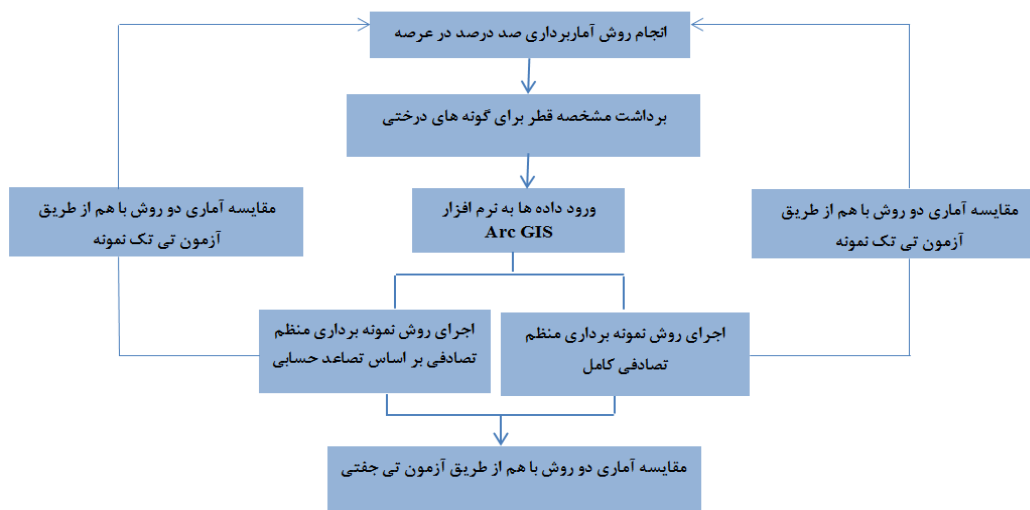 انجام روش آماربرداری صد درصد در عرصه
برداشت مشخصه قطر برای گونه های درختی
ورود داده ها به نرم افزار
Arc GIS
مقایسه آماری دو روش با هم از طریق
آزمون تی تک نمونه
مقایسه آماری دو روش با هم از طریق
آزمون تی تک نمونه
اجرای روش نمونه برداری منظم
تصادفی کامل
اجرای روش نمونه برداری منظم
تصادفی بر اساس تصاعد حسابی
مقایسه آماری دو روش با هم از طریق آزمون تی جفتی